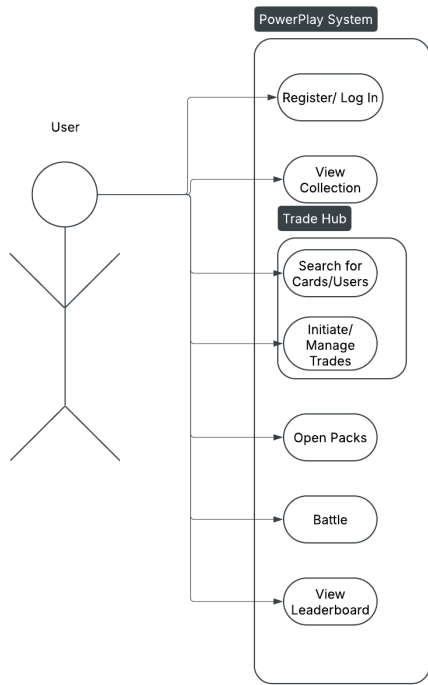 PowerPlay System
Register/ Log In
User
View
Collection
Trade Hub
Search for
Cards/Users
Initiate/
Manage
Trades
Open Packs
Battle
View
Leaderboard